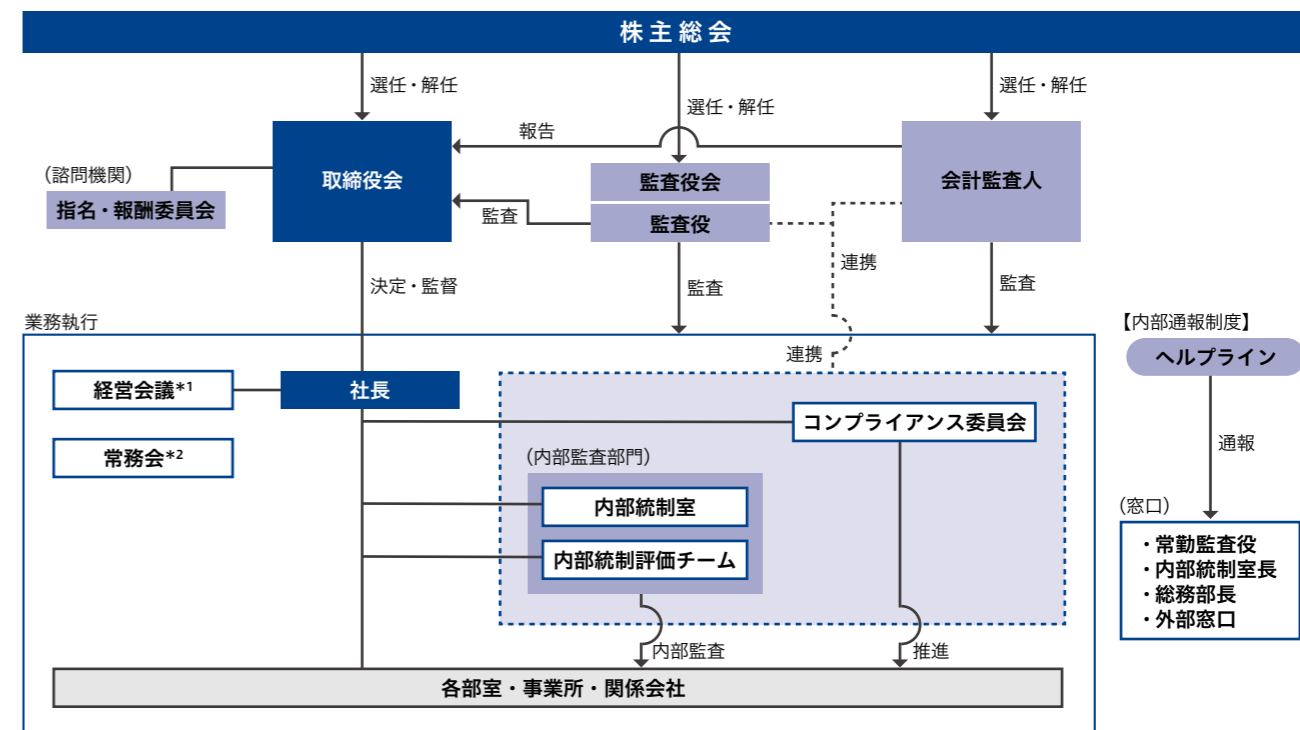 株主総会
選任・解任
選任・解任
選任・解任
報告
(諮問機関)
指名・報酬委員会
取締役会
監査役会
監査役
会計監査人
監査
連携
決定・監督
監査
監査
業務執行
【内部通報制度】
ヘルプライン
連携
経営会議*1
社長
コンプライアンス委員会
常務会*2
(内部監査部門)
通報
内部統制室
(窓口)
内部統制評価チーム
・常勤監査役
・内部統制室長
・総務部長
・外部窓口
内部監査
推進
各部室・事業所・関係会社